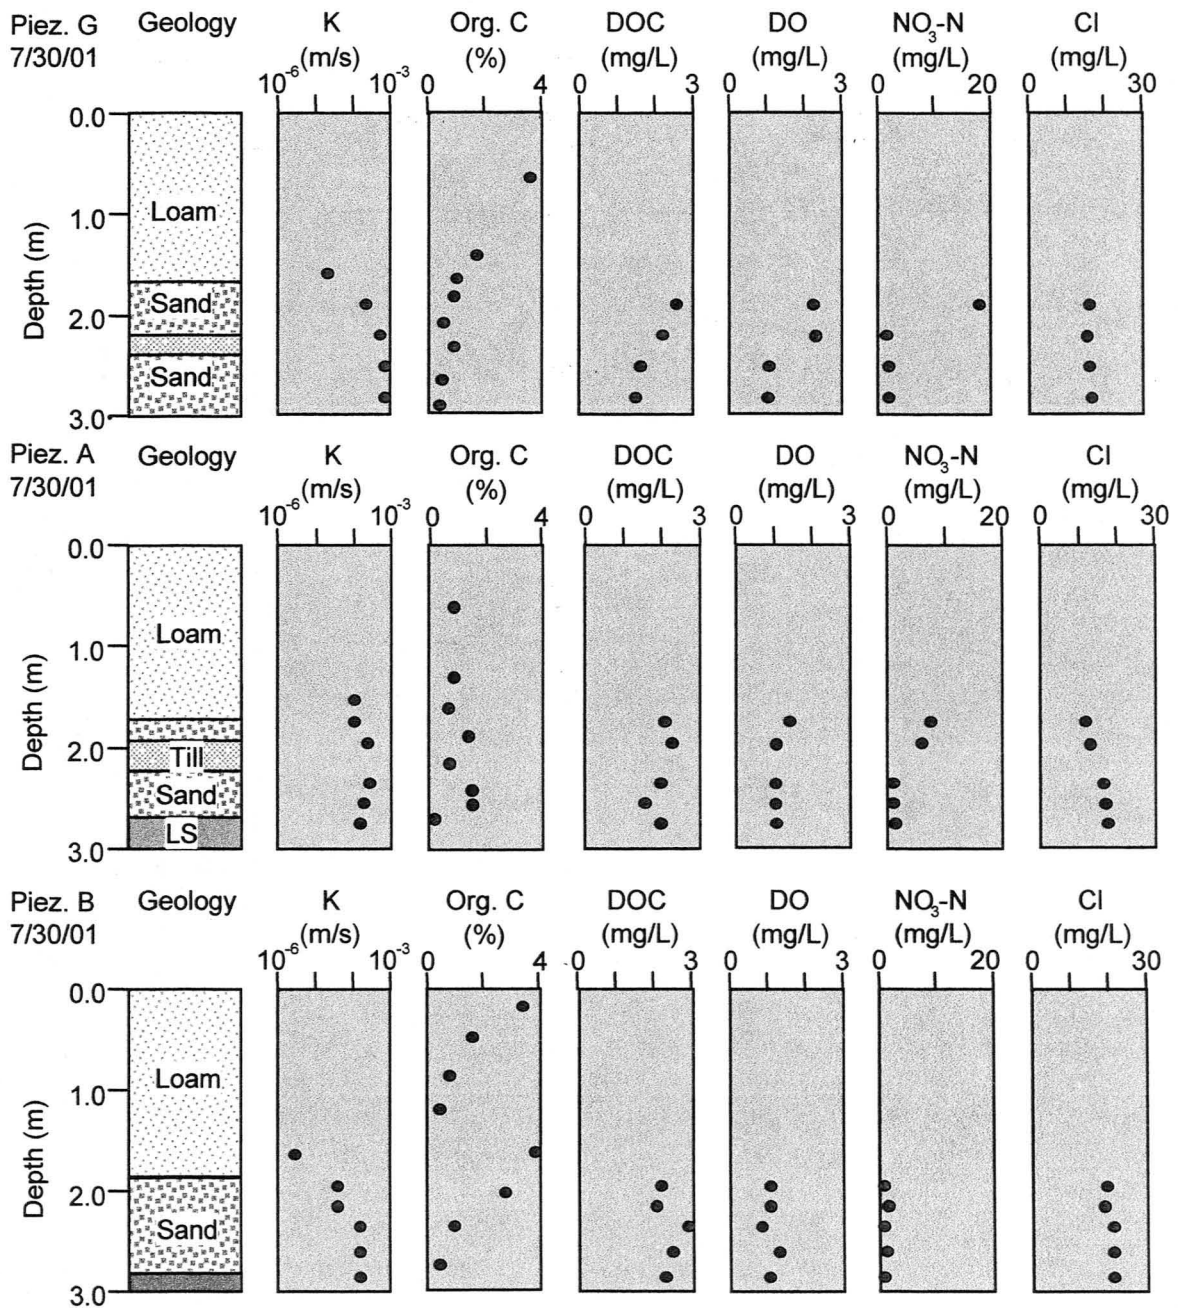 Piez. G Geology K Org. C DOC DO NO3-N Cl
7/30/01 (m/s) (%) (mg/L) (mg/L) (mg/L) (mg/L)
10-6 10-3 0 4 0 3 0 3 0 20 0 30
0.0
Loam
1.0
Sand
2.0
Sand
3.0
Depth (m)
Piez. A Geology K Org. C DOC DO NO3-N Cl
7/30/01 (m/s) (%) (mg/L) (mg/L) (mg/L) (mg/L)
10-6 10-3 0 4 0 3 0 3 0 20 0 30
0.0
Loam
1.0
2.0
Till
Sand
LS
3.0
Depth (m)
Piez. B Geology K Org. C DOC DO NO3-N Cl
7/30/01 (m/s) (%) (mg/L) (mg/L) (mg/L) (mg/L)
10-6 10-3 0 4 0 3 0 3 0 20 0 30
0.0
Loam
1.0
2.0
Sand
3.0
Depth (m)